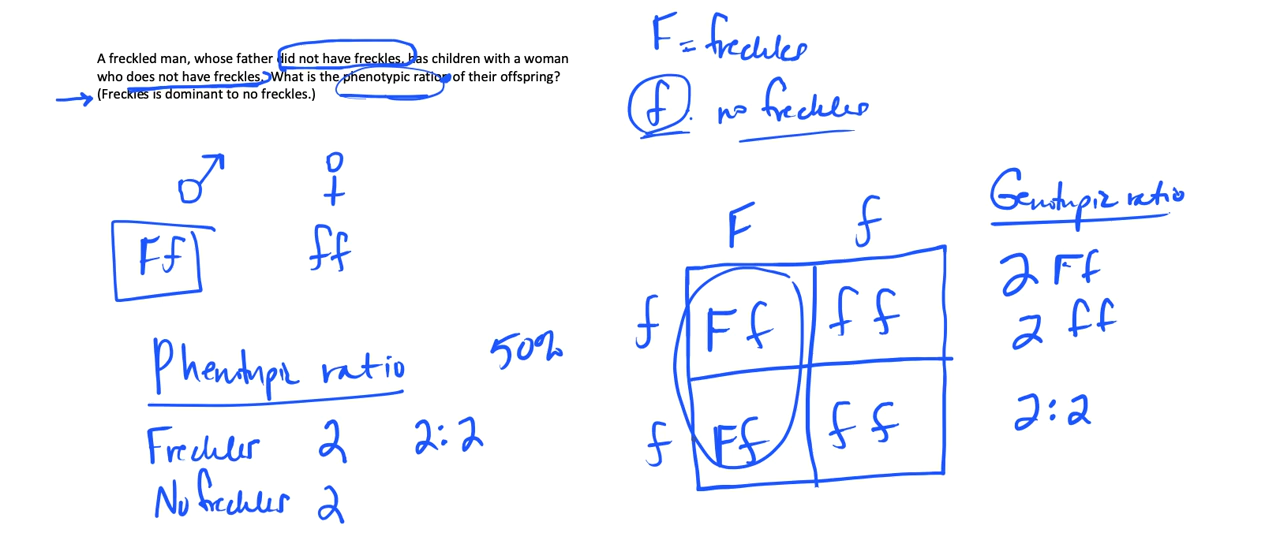 A freckled man, whose father did not have freckles, has children with a woman
who does not have freckles. What is the phenotypic ratio of their offspring?
(Freckles is dominant to no freckles.)
F = freckles
f. no freckles
♂ ♀
Ff ff
Phenotypic ratio 50%
Freckles 2 2:2
No freckles 2
F f
f Ff ff
f Ff ff
Genotypic ratio
2 Ff
2 ff
2:2